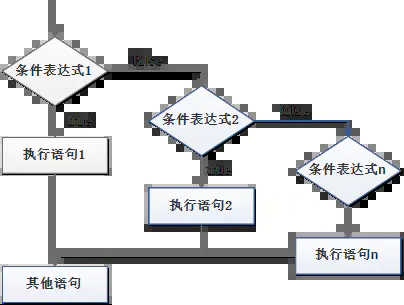 条件表达式1
false
true
条件表达式2
false
true
条件表达式n
执行语句1
执行语句2
执行语句n
其他语句